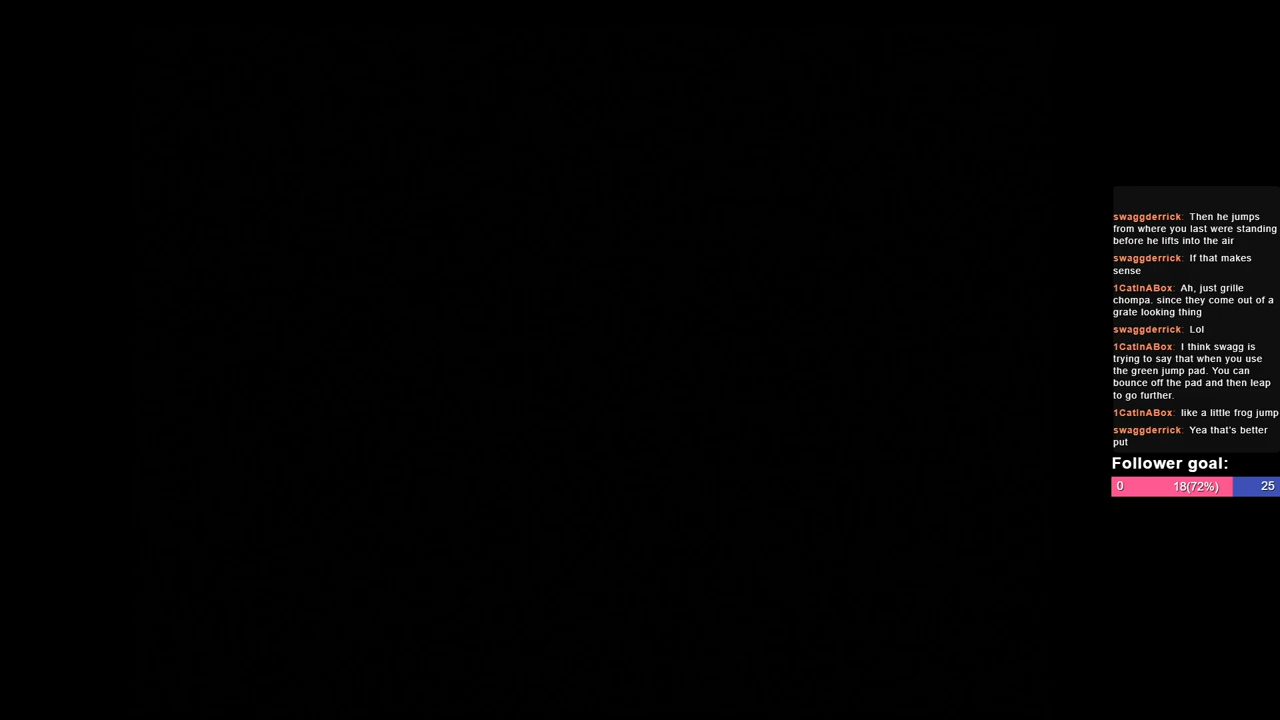 swaggderrick: Then he jumps
from where you last were standing
before he lifts into the air
swaggderrick: If that makes
sense
1CatInABox: Ah, just grille
chompa. since they come out of a
grate looking thing
swaggderrick: Lol
1CatInABox: I think swagg is
trying to say that when you use
the green jump pad. You can
bounce off the pad and then leap
to go further.
1CatInABox: like a little frog jump
swaggderrick: Yea that's better
put
Follower goal:
0 18(72%) 25